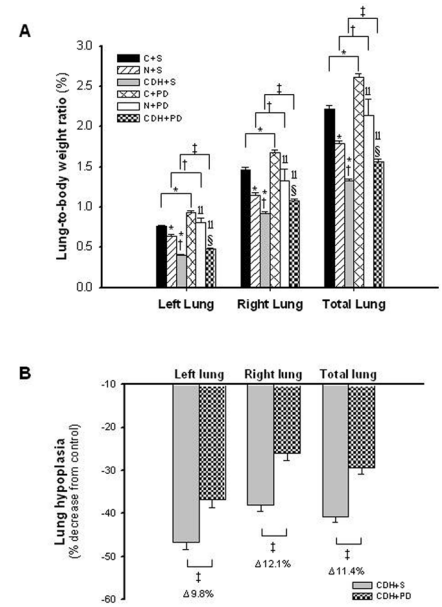 A
‡
‡
†
‡
†
*
‡
†
*
*
Lung-to-body weight ratio (%)
3.0
2.5
2.0
1.5
1.0
0.5
0.0
C+S
N+S
CDH+S
C+PD
N+PD
CDH+PD
* * † §
* * † §
* * † §
Left Lung Right Lung Total Lung
B
Left lung Right lung Total lung
Lung hypoplasia
(% decrease from control)
-10
-20
-30
-40
-50
-60
‡ ‡ ‡
Δ9.8% Δ12.1% Δ11.4%
CDH+S
CDH+PD